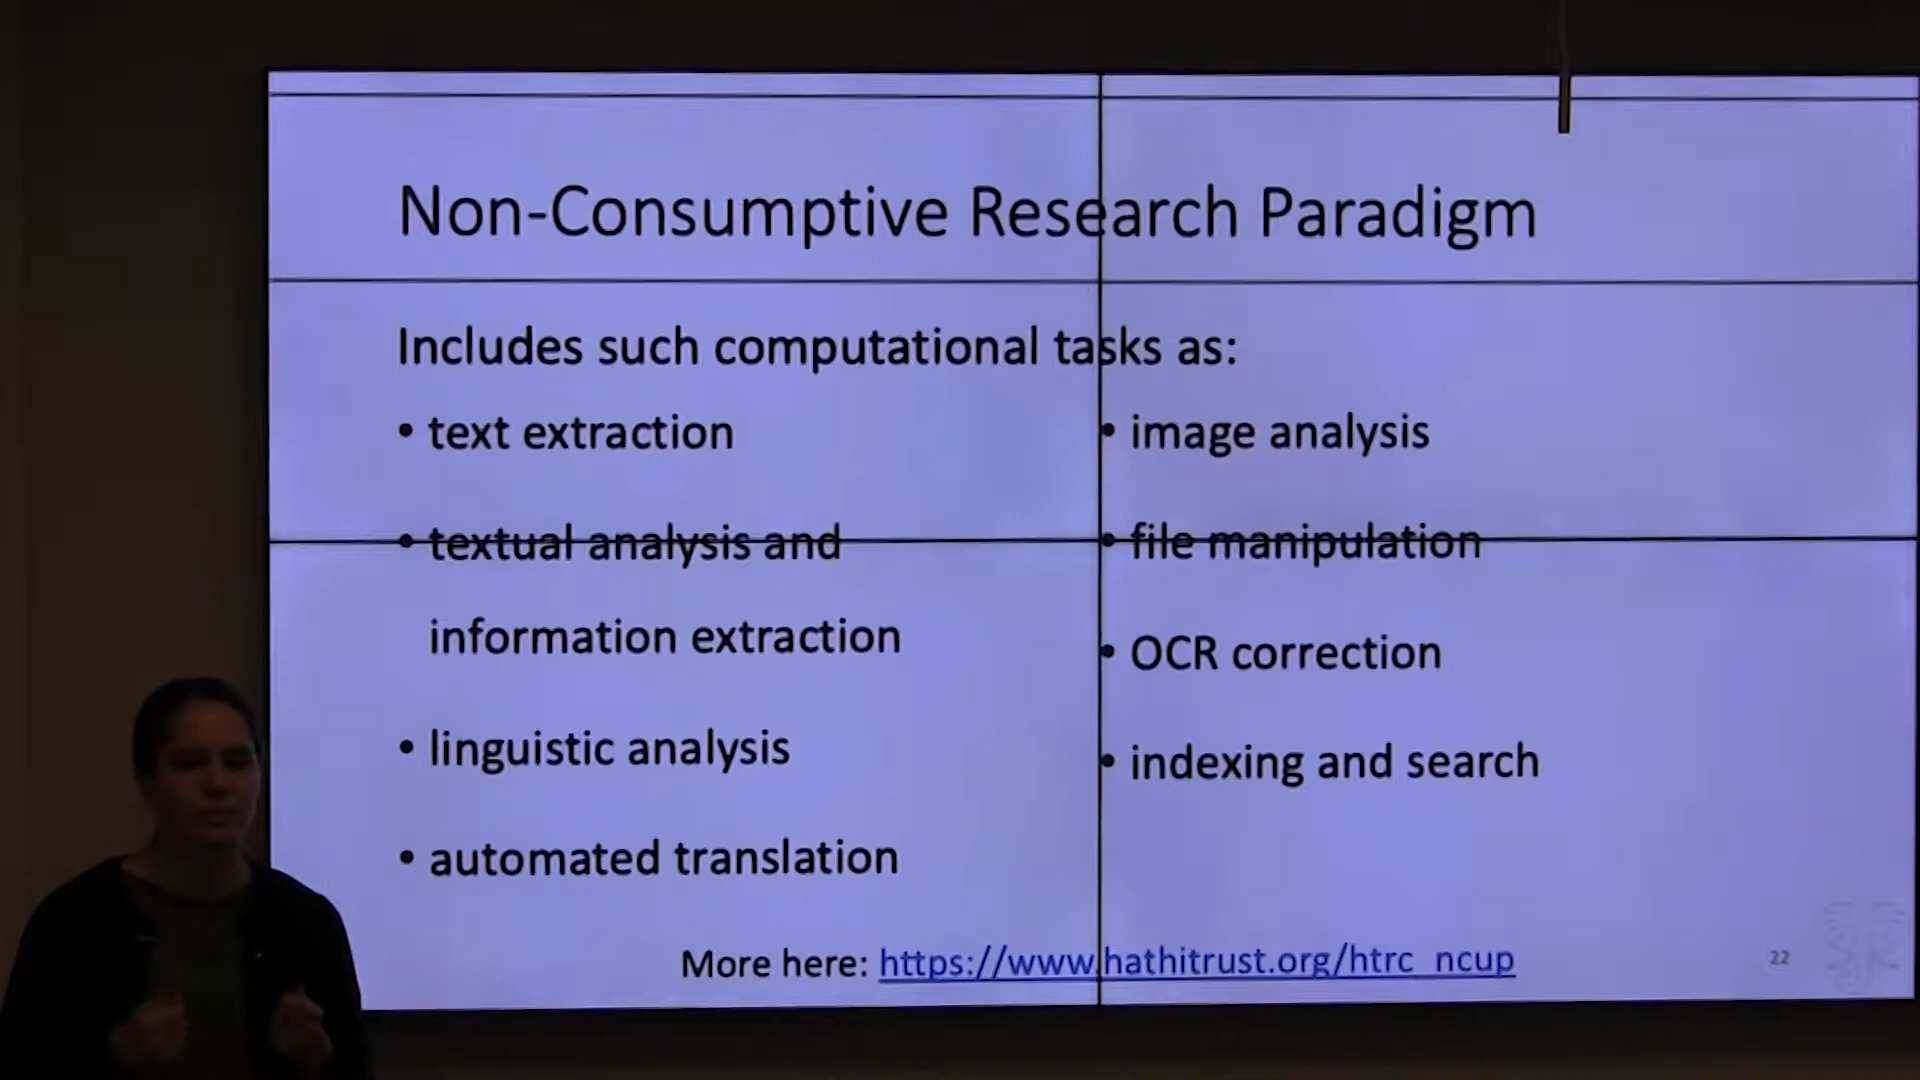 Non-Consumptive Research Paradigm
Includes such computational tasks as:
• text extraction
• textual analysis and
information extraction
• linguistic analysis
• automated translation
• image analysis
• file manipulation
• OCR correction
• indexing and search
More here: https://www.hathitrust.org/htrc_ncup
22